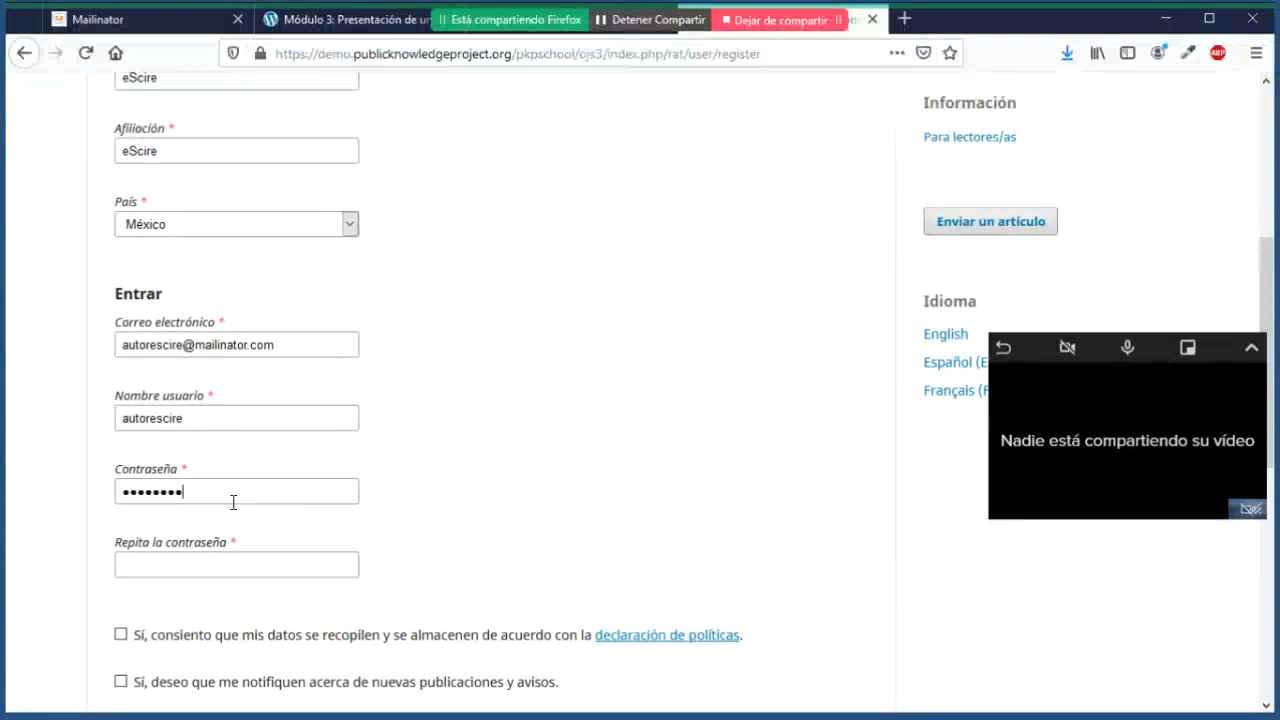 Mailinator
Módulo 3: Presentación de un
Está compartiendo Firefox
Detener Compartir
Dejar de compartir
https://demo.publicknowledgeproject.org/pkpschool/ojs3/index.php/rat/user/register
ABP
eScire
Afiliación *
eScire
País *
México
Entrar
Correo electrónico *
autorescire@mailinator.com
Nombre usuario *
autorescire
Contraseña *
••••••••
Repita la contraseña *
Sí, consiento que mis datos se recopilen y se almacenen de acuerdo con la declaración de políticas.
Sí, deseo que me notifiquen acerca de nuevas publicaciones y avisos.
Información
Para lectores/as
Enviar un artículo
Idioma
English
Español (E
Français (F
Nadie está compartiendo su vídeo